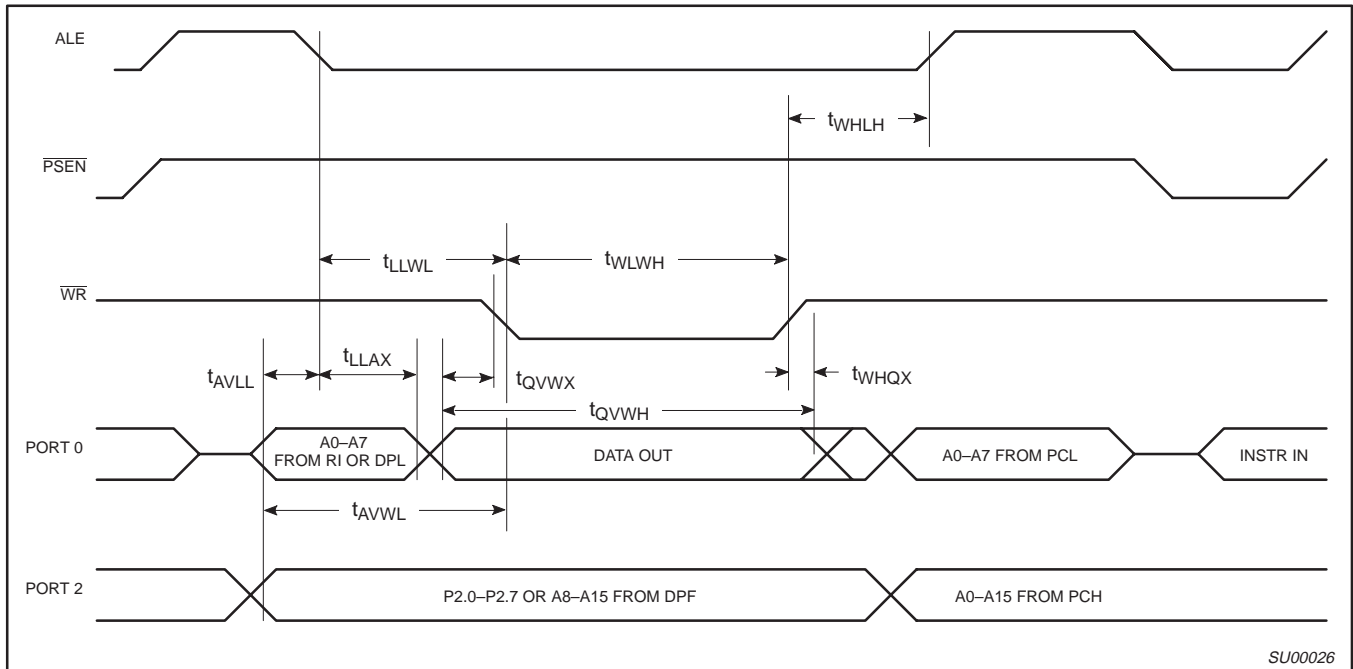 ALE
tWHLH
PSEN
tLLWL
tWLWH
WR
tLLAX
tAVLL
tQVWX
tWHQX
tQVWH
PORT 0
A0–A7
FROM RI OR DPL
DATA OUT
A0–A7 FROM PCL
INSTR IN
tAVWL
PORT 2
P2.0–P2.7 OR A8–A15 FROM DPF
A0–A15 FROM PCH
SU00026